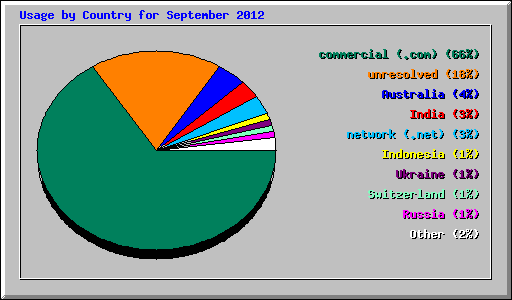 Usage by Country for September 2012
commercial (.com) (66%)
unresolved (18%)
Australia (4%)
India (3%)
network (.net) (3%)
Indonesia (1%)
Ukraine (1%)
Switzerland (1%)
Russia (1%)
Other (2%)